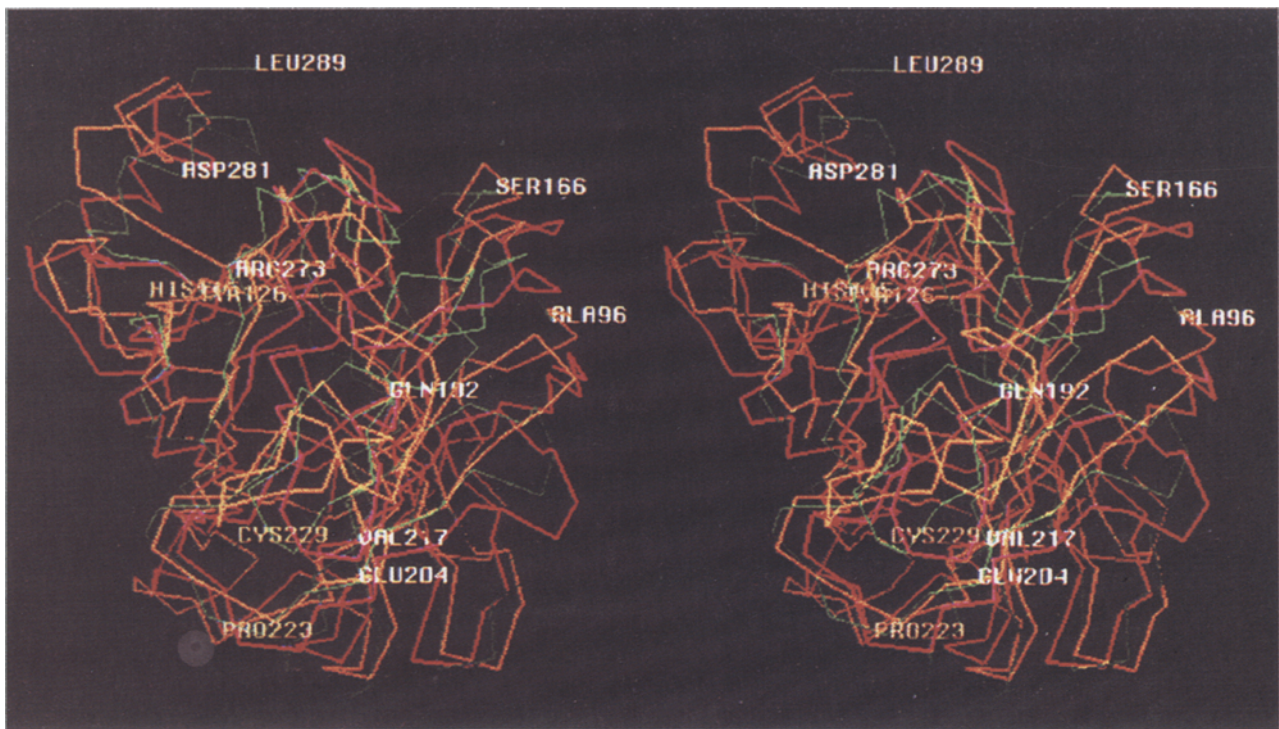 LEU289 LEU289
ASP281 ASP281
SER166 SER166
ARG273 ARG273
TYR126
ALA96 ALA96
GLN192 GLN192
CYS229 VAL217 CYS229 VAL217
GLU204 GLU204
PRO223 PRO223